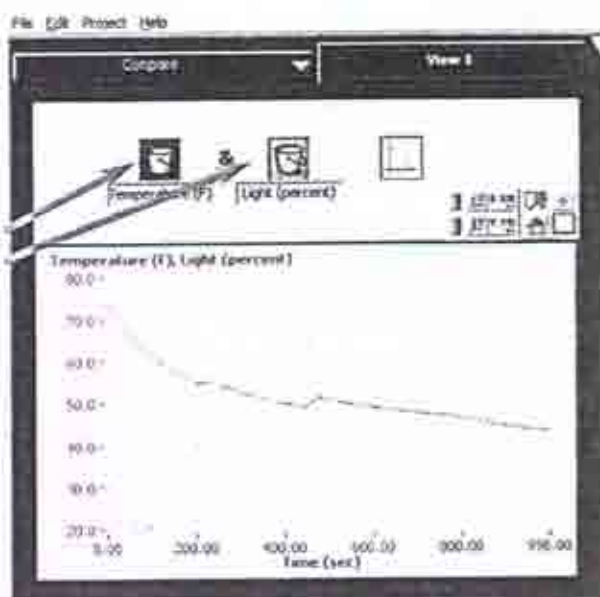 File Edit Project Help
Compare
View 1
&
Temperature (F)
Light (percent)
Temperature (F), Light (percent)
80.0
70.0
60.0
50.0
40.0
30.0
20.0
0.00 200.00 400.00 600.00 800.00 998.00
Time (sec)